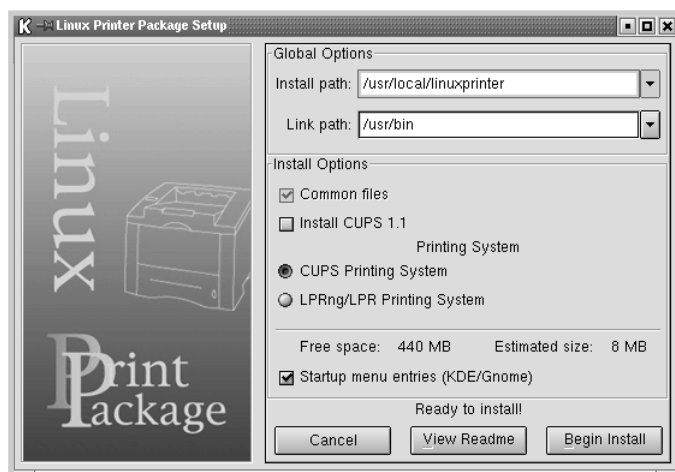 Linux Printer Package Setup
Linux
Print
Package
Global Options
Install path: /usr/local/linuxprinter
Link path: /usr/bin
Install Options
Common files
Install CUPS 1.1
Printing System
CUPS Printing System
LPRng/LPR Printing System
Free space: 440 MB Estimated size: 8 MB
Startup menu entries (KDE/Gnome)
Ready to install!
Cancel View Readme Begin Install